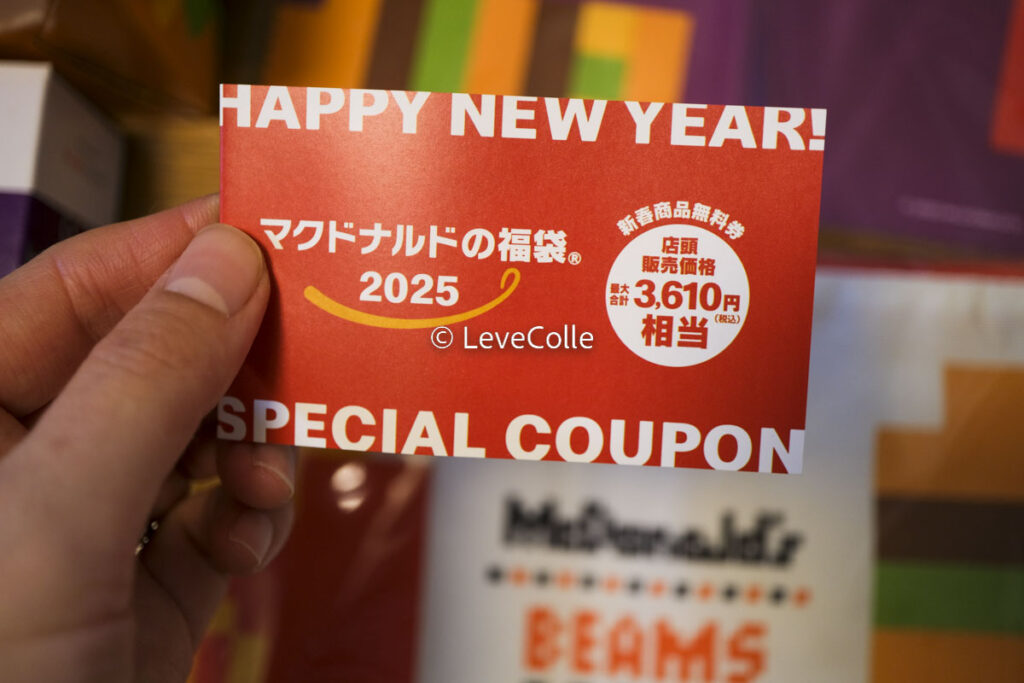 HAPPY NEW YEAR!
マクドナルドの福袋®
2025
新春商品無料券
店頭
販売価格
最大
合計
3,610円
(税込)
相当
© LeveColle
SPECIAL COUPON
McDonald's
BEAMS